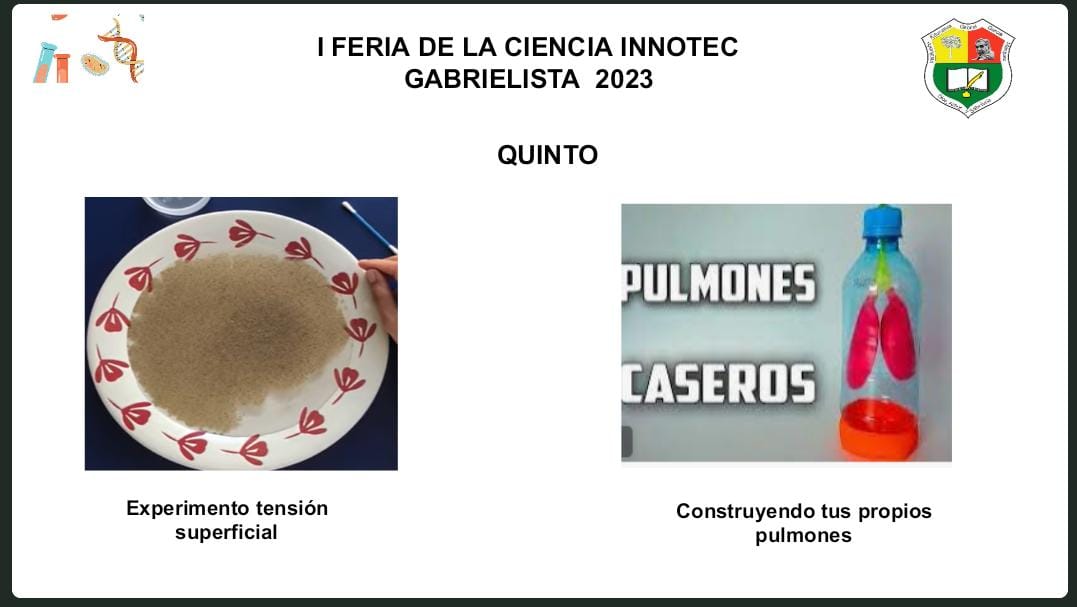 I FERIA DE LA CIENCIA INNOTEC
GABRIELISTA 2023
QUINTO
PULMONES
CASEROS
Experimento tensión
superficial
Construyendo tus propios
pulmones